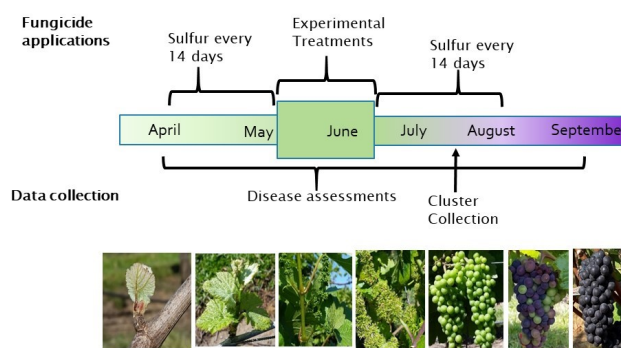 Fungicide
applications
Experimental
Treatments
Sulfur every
14 days
Sulfur every
14 days
April
May
June
July
August
September
Data collection
Disease assessments
Cluster
Collection